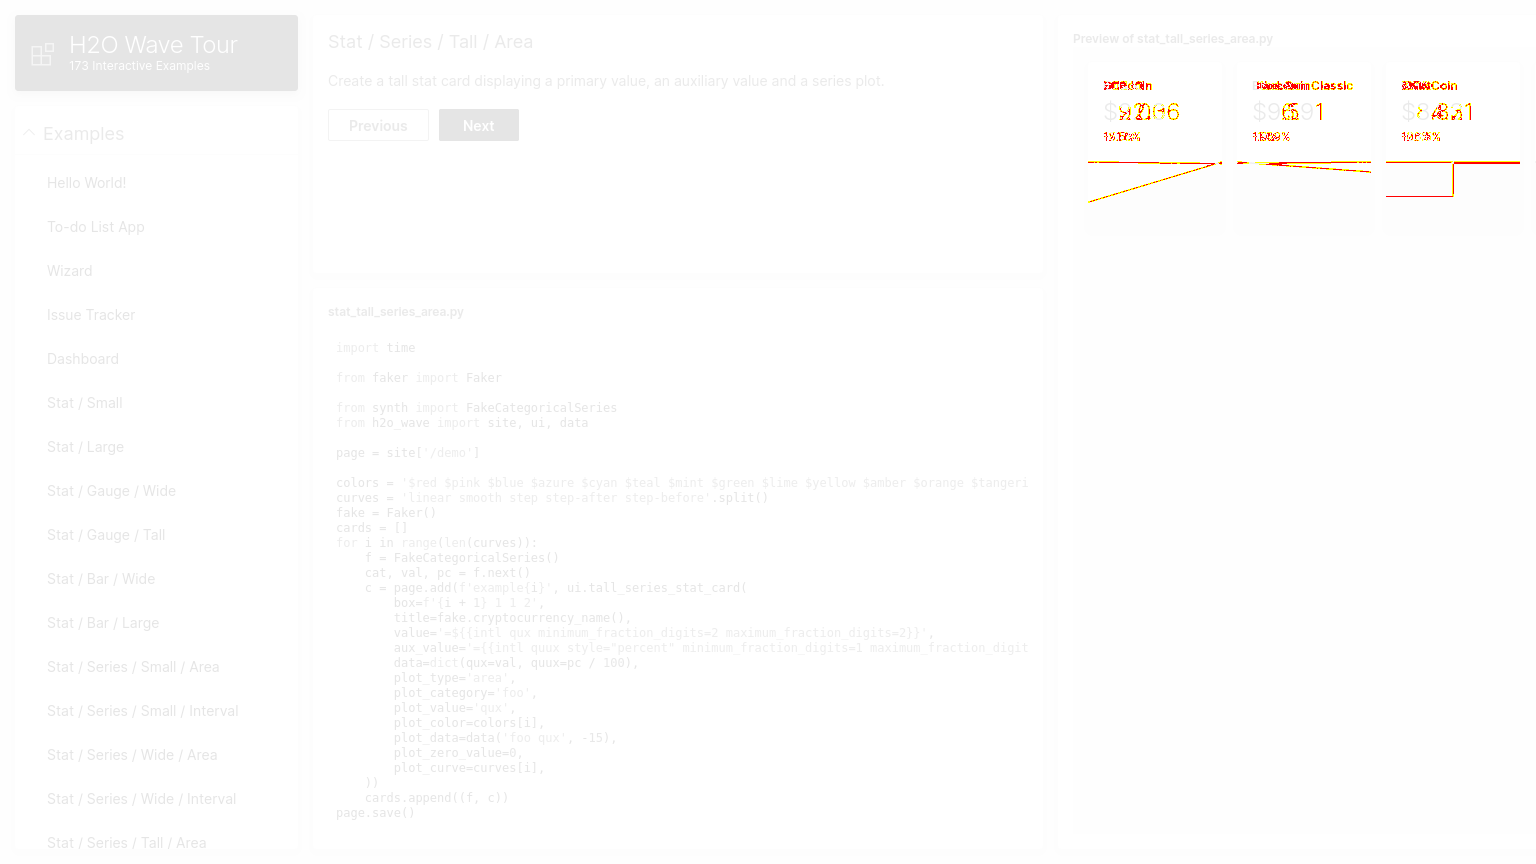 H2O Wave Tour
173 Interactive Examples
Examples
Hello World!
To-do List App
Wizard
Issue Tracker
Dashboard
Stat / Small
Stat / Large
Stat / Gauge / Wide
Stat / Gauge / Tall
Stat / Bar / Wide
Stat / Bar / Large
Stat / Series / Small / Area
Stat / Series / Small / Interval
Stat / Series / Wide / Area
Stat / Series / Wide / Interval
Stat / Series / Tall / Area
Stat / Series / Tall / Area
Create a tall stat card displaying a primary value, an auxiliary value and a series plot.
Previous
Next
stat_tall_series_area.py
import time
from faker import Faker
from synth import FakeCategoricalSeries
from h2o_wave import site, ui, data
page = site['/demo']
colors = '$red $pink $blue $azure $cyan $teal $mint $green $lime $yellow $amber $orange $tangeri
curves = 'linear smooth step step-after step-before'.split()
fake = Faker()
cards = []
for i in range(len(curves)):
    f = FakeCategoricalSeries()
    cat, val, pc = f.next()
    c = page.add(f'example{i}', ui.tall_series_stat_card(
        box=f'{i + 1} 1 1 2',
        title=fake.cryptocurrency_name(),
        value='=${{intl qux minimum_fraction_digits=2 maximum_fraction_digits=2}}',
        aux_value='={{intl quux style="percent" minimum_fraction_digits=1 maximum_fraction_digit
        data=dict(qux=val, quux=pc / 100),
        plot_type='area',
        plot_category='foo',
        plot_value='qux',
        plot_color=colors[i],
        plot_data=data('foo qux', -15),
        plot_zero_value=0,
        plot_curve=curves[i],
    ))
    cards.append((f, c))
page.save()
Preview of stat_tall_series_area.py